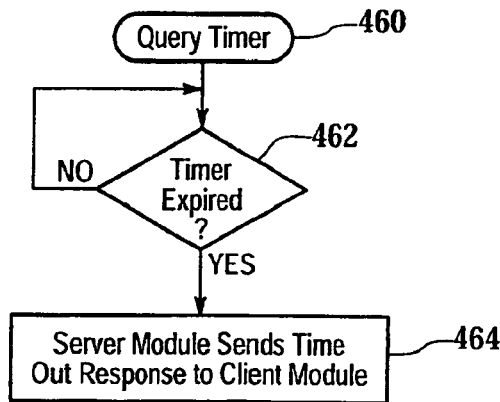 Query Timer
460
462
Timer
Expired
?
NO
YES
Server Module Sends Time
Out Response to Client Module
464